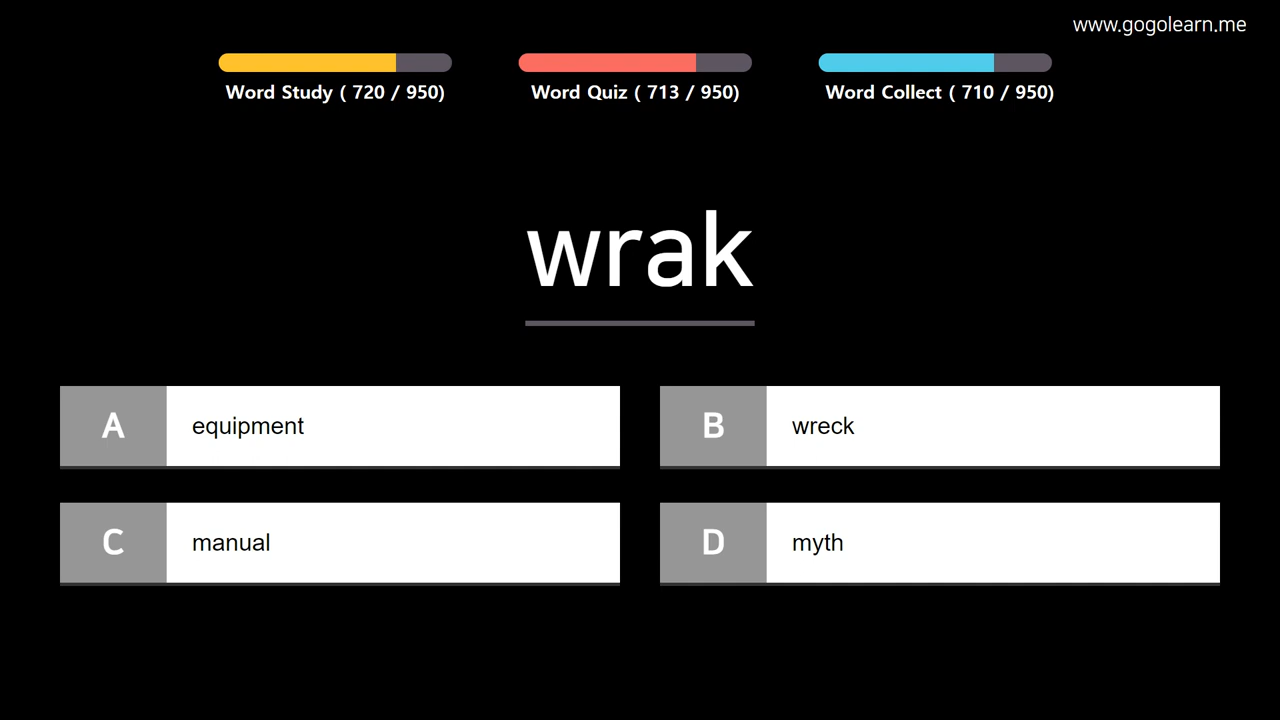 www.gogolearn.me
Word Study ( 720 / 950)
Word Quiz ( 713 / 950)
Word Collect ( 710 / 950)
wrak
A equipment
B wreck
C manual
D myth